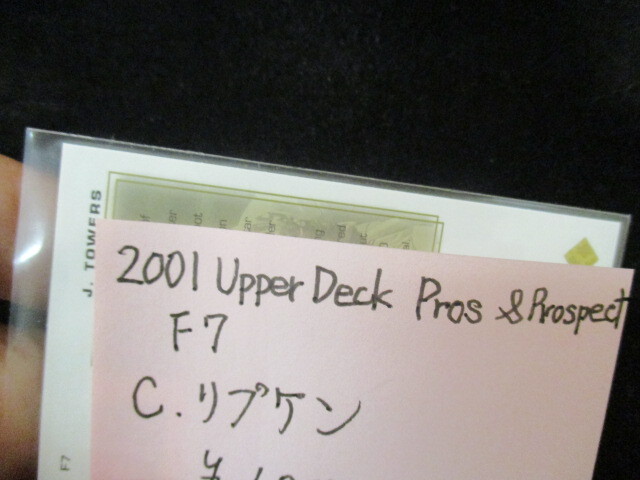 J. TOWERS
2001 Upper Deck Pros & Prospect
F7
C.リプケン
F7